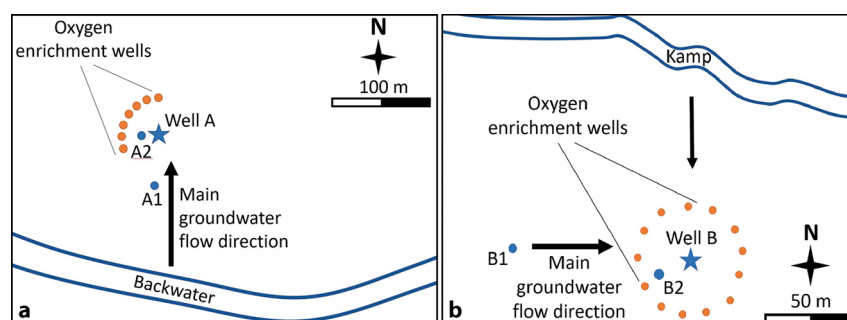 Oxygen
enrichment wells
N
100 m
Well A
A2
A1
Main
groundwater
flow direction
Backwater
a
Kamp
Oxygen
enrichment wells
B1
Main
groundwater
flow direction
Well B
B2
N
50 m
b